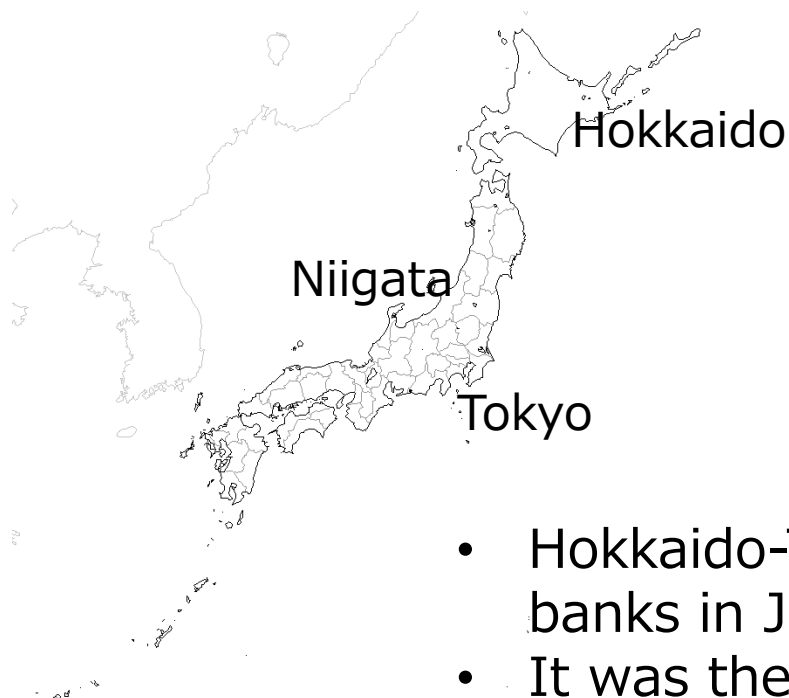 Hokkaido
Niigata
Tokyo
• Hokkaido-
banks in J
• It was the